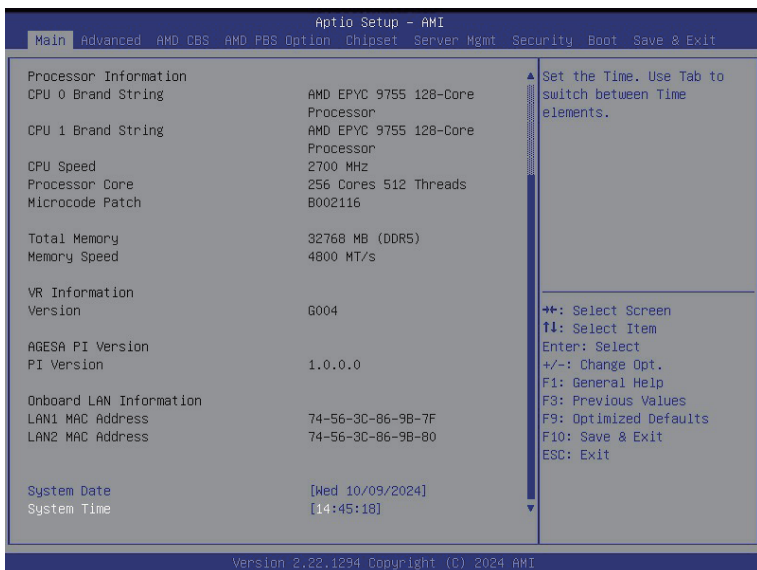 Aptio Setup - AMI
Main Advanced AMD CBS AMD PBS Option Chipset Server Mgmt Security Boot Save & Exit
Processor Information
CPU 0 Brand String AMD EPYC 9755 128-Core
Processor
CPU 1 Brand String AMD EPYC 9755 128-Core
Processor
CPU Speed 2700 MHz
Processor Core 256 Cores 512 Threads
Microcode Patch B002116
Total Memory 32768 MB (DDR5)
Memory Speed 4800 MT/s
VR Information
Version G004
AGESA PI Version
PI Version 1.0.0.0
Onboard LAN Information
LAN1 MAC Address 74-56-3C-86-9B-7F
LAN2 MAC Address 74-56-3C-86-9B-80
System Date [Wed 10/09/2024]
System Time [14:45:18]
Set the Time. Use Tab to
switch between Time
elements.
→←: Select Screen
↑↓: Select Item
Enter: Select
+/-: Change Opt.
F1: General Help
F3: Previous Values
F9: Optimized Defaults
F10: Save & Exit
ESC: Exit
Version 2.22.1294 Copyright (C) 2024 AMI